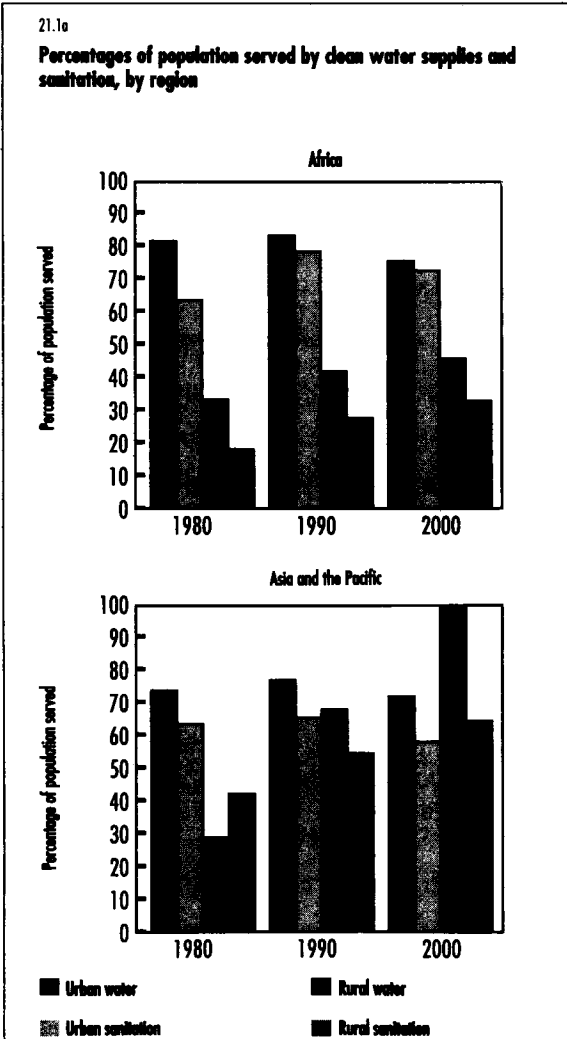 21.1a
Percentages of population served by clean water supplies and
sanitation, by region
Africa
Percentage of population served
100
90
80
70
60
50
40
30
20
10
0
1980 1990 2000
Asia and the Pacific
Percentage of population served
100
90
80
70
60
50
40
30
20
10
0
1980 1990 2000
Urban water Rural water
Urban sanitation Rural sanitation